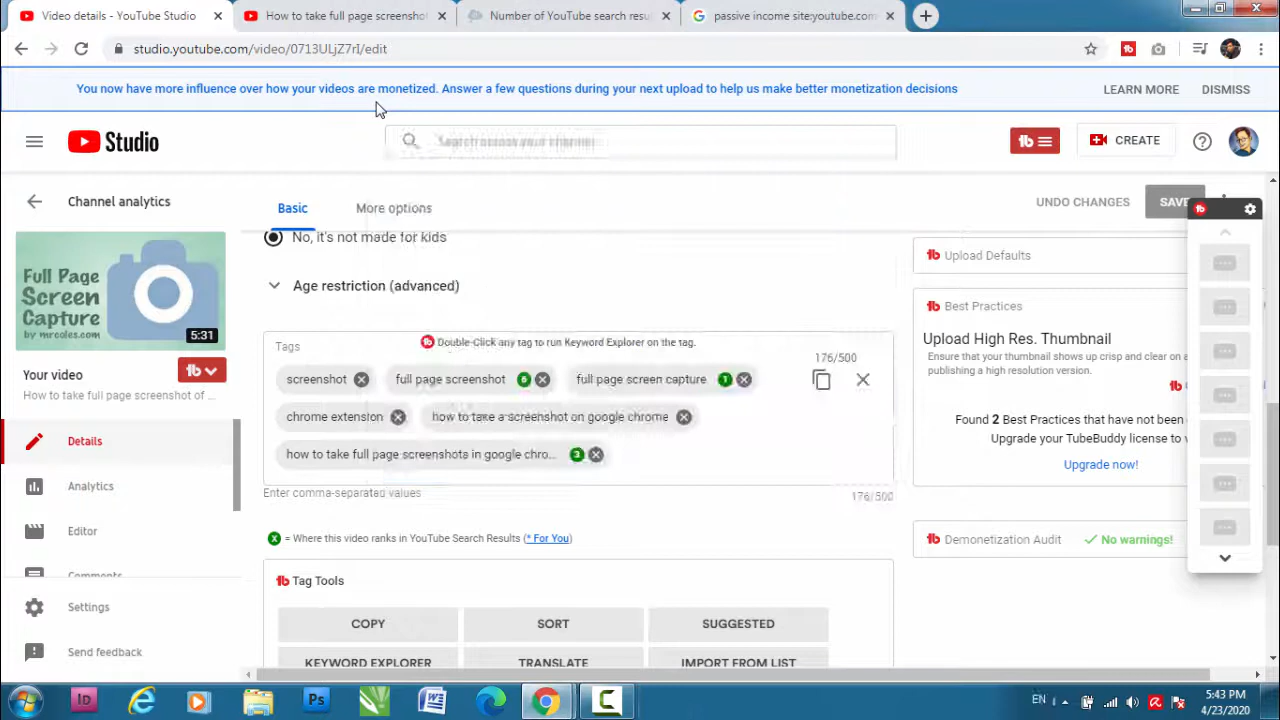 Video details - YouTube Studio
How to take full page screenshot
Number of YouTube search resu
passive income site:youtube.com
studio.youtube.com/video/0713ULjZ7rI/edit
You now have more influence over how your videos are monetized. Answer a few questions during your next upload to help us make better monetization decisions
LEARN MORE
DISMISS
Studio
CREATE
Channel analytics
Basic
More options
UNDO CHANGES
SAVE
No, it's not made for kids
Upload Defaults
Full Page
Screen
Capture
by mrcoles.com
5:31
Age restriction (advanced)
Best Practices
Upload High Res. Thumbnail
Ensure that your thumbnail shows up crisp and clear on a
publishing a high resolution version.
Your video
How to take full page screenshot of ...
Tags
Double-Click any tag to run Keyword Explorer on the tag.
176/500
screenshot
full page screenshot 6
full page screen capture 1
chrome extension
how to take a screenshot on google chrome
how to take full page screenshots in google chro... 3
Found 2 Best Practices that have not been
Upgrade your TubeBuddy license to
Upgrade now!
Details
Analytics
Editor
Comments
Settings
Send feedback
Enter comma-separated values
176/500
X = Where this video ranks in YouTube Search Results (* For You)
Demonetization Audit
No warnings!
Tag Tools
COPY
SORT
SUGGESTED
KEYWORD EXPLORER
TRANSLATE
IMPORT FROM LIST
EN
5:43 PM
4/23/2020